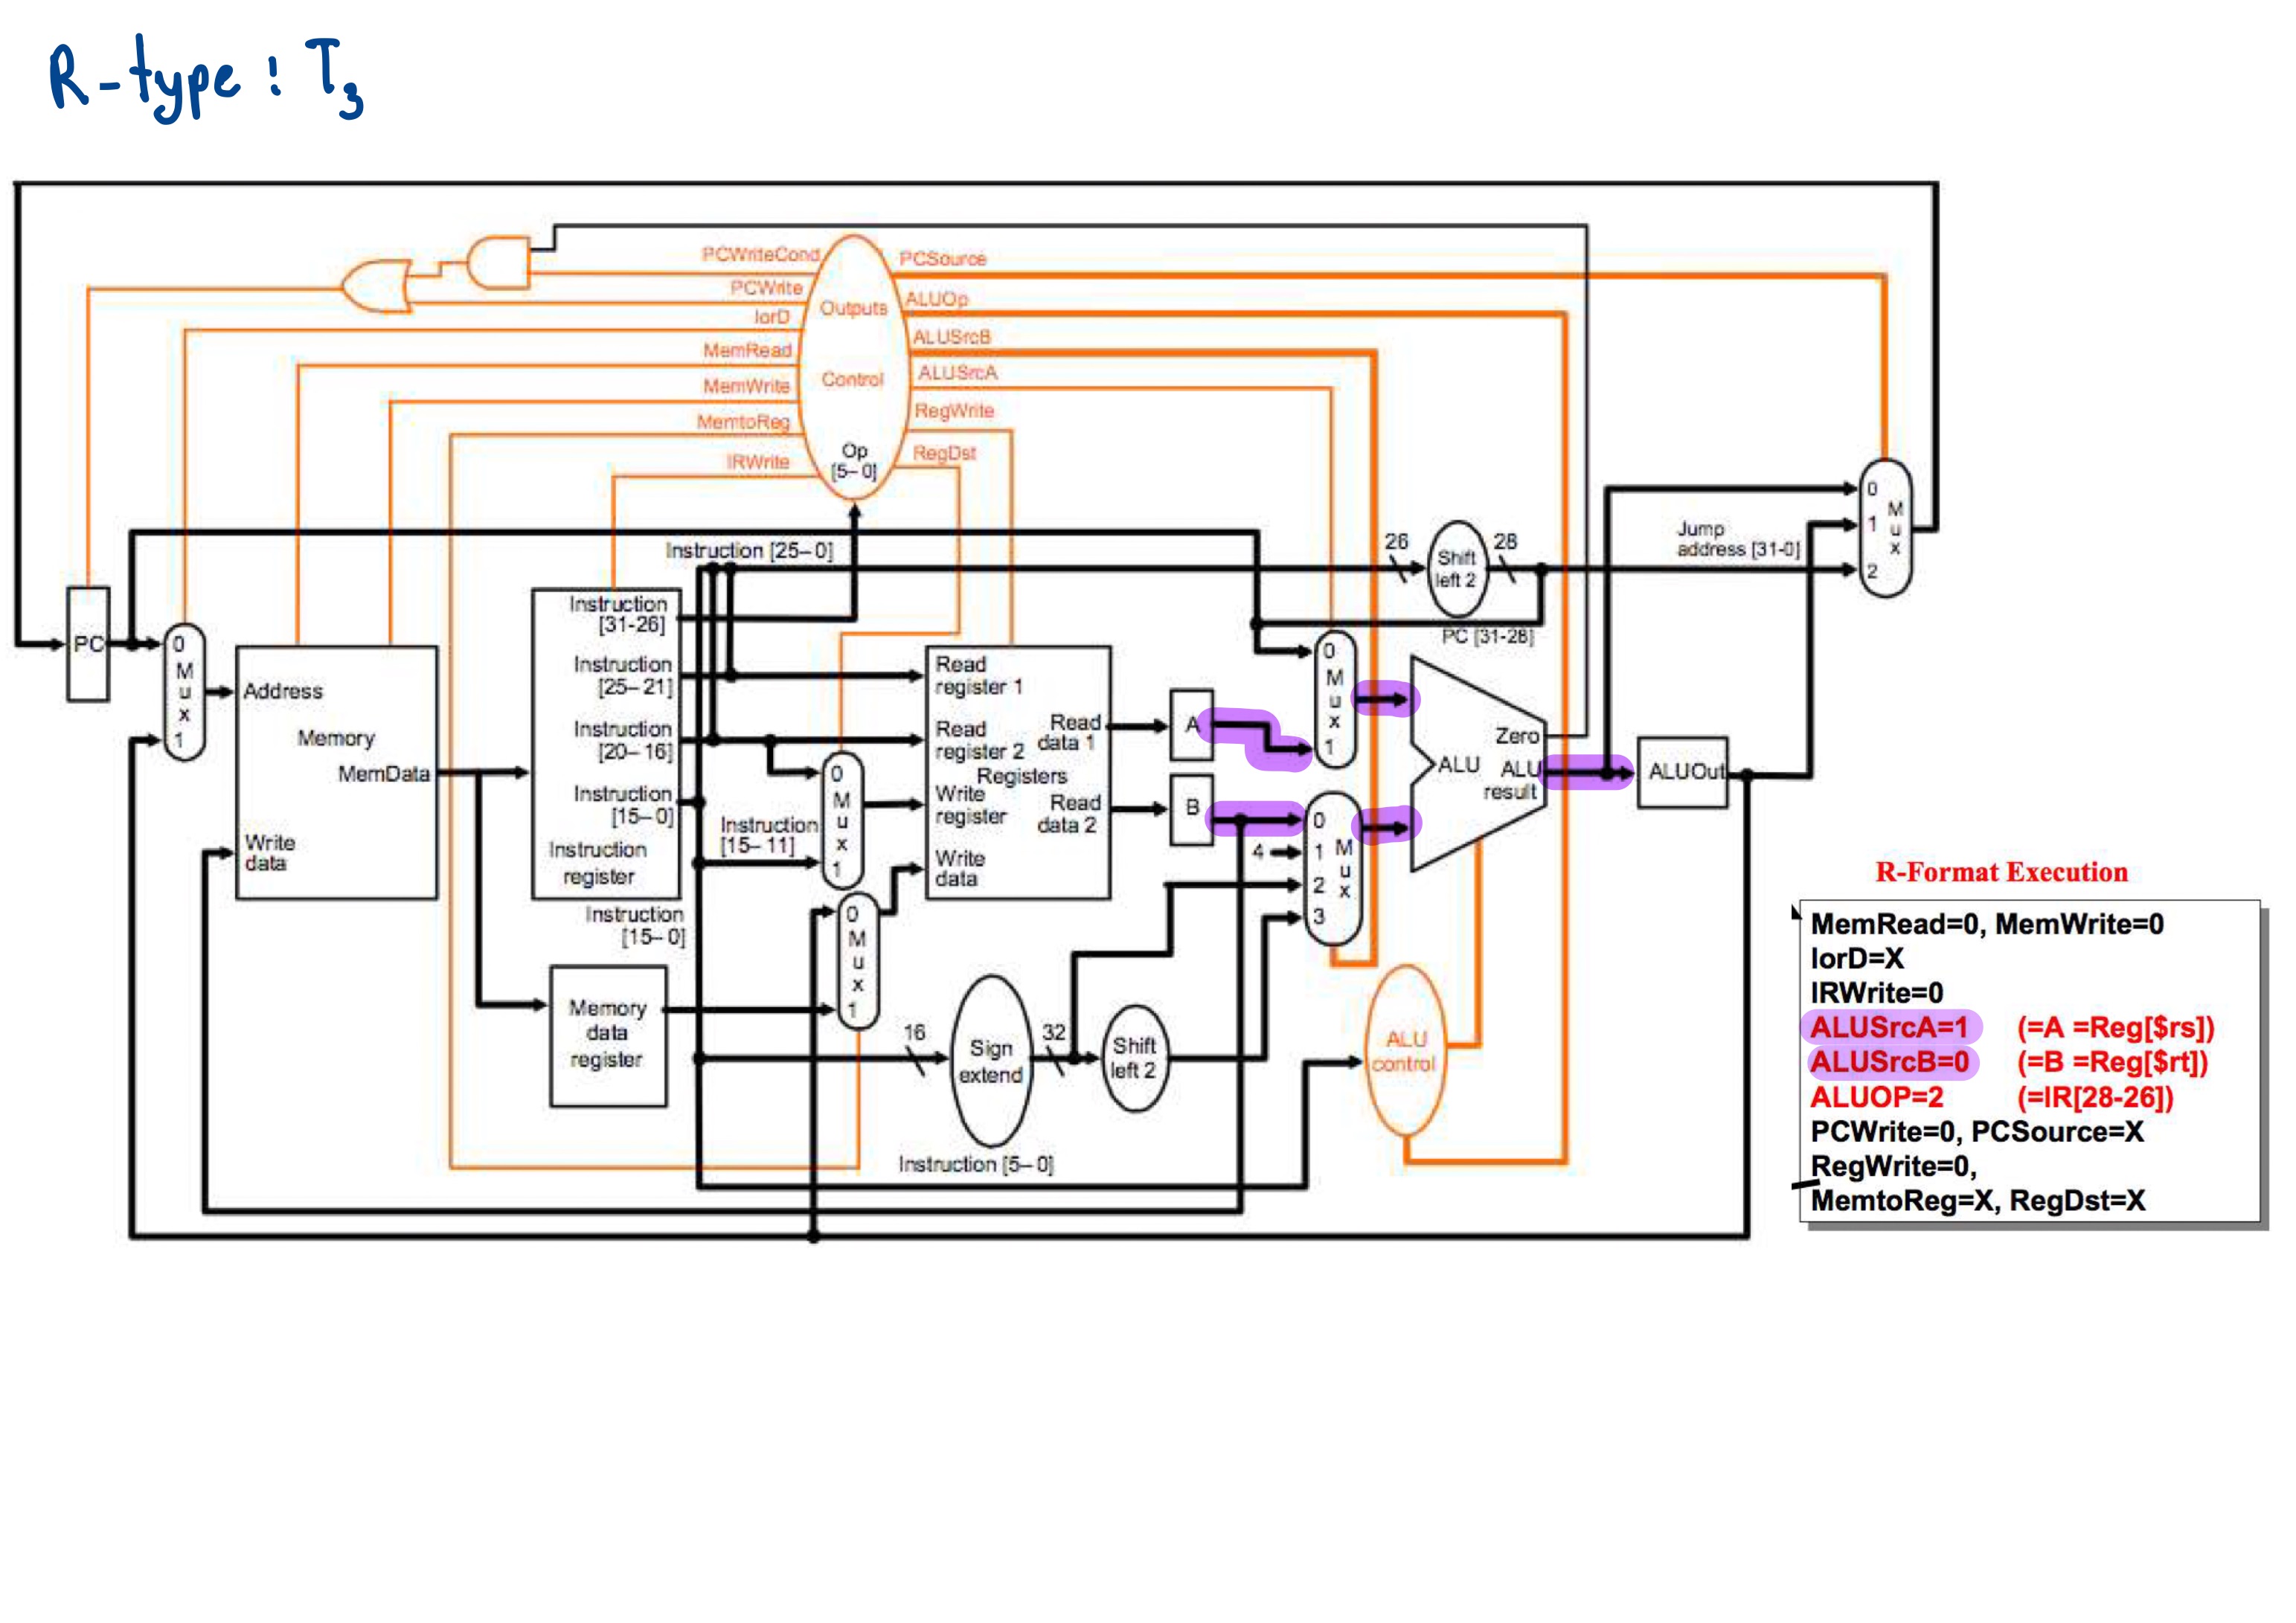 R-type : T3
PCWriteCond
PCSource
PCWrite
ALUOp
IorD
Outputs
ALUSrcB
MemRead
ALUSrcA
Control
MemWrite
RegWrite
MemtoReg
Op
[5–0]
RegDst
IRWrite
0
1
2
M
u
x
Jump
address [31-0]
26
Shift
left 2
28
Instruction [25–0]
PC [31-28]
PC
0
M
u
x
1
Address
Memory
MemData
Write
data
Instruction
[31-26]
Instruction
[25–21]
Instruction
[20–16]
Instruction
[15–0]
Instruction
register
Instruction
[15–11]
0
M
u
x
1
Read
register 1
Read
register 2
Read
data 1
Registers
Write
register
Read
data 2
Write
data
A
B
0
M
u
x
1
4
0
1
2
3
M
u
x
Zero
ALU
ALU
result
ALUOut
Instruction
[15–0]
Memory
data
register
0
M
u
x
1
16
Sign
extend
32
Shift
left 2
ALU
control
Instruction [5–0]
R-Format Execution
MemRead=0, MemWrite=0
IorD=X
IRWrite=0
ALUSrcA=1 (=A =Reg[$rs])
ALUSrcB=0 (=B =Reg[$rt])
ALUOP=2 (=IR[28-26])
PCWrite=0, PCSource=X
RegWrite=0,
MemtoReg=X, RegDst=X